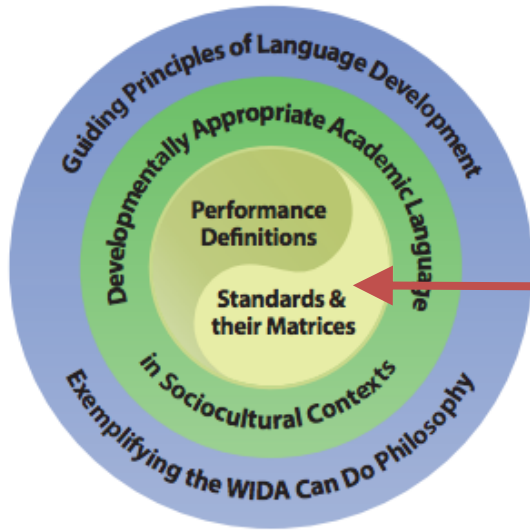 Guiding Principles of Language Development
Developmentally Appropriate Academic Language
Performance
Definitions
Standards &
their Matrices
in Sociocultural Contexts
Exemplifying the WIDA Can Do Philosophy